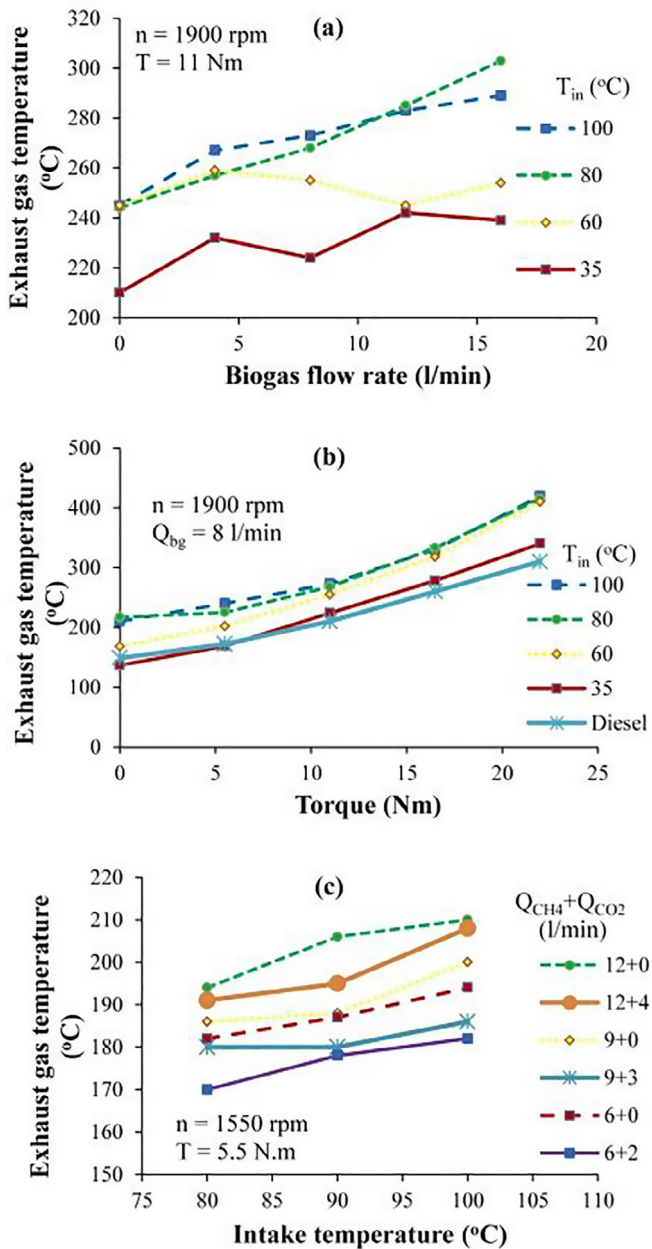 (a)
n = 1900 rpm
T = 11 Nm
Exhaust gas temperature
(°C)
320
300
280
260
240
220
200
0
5
10
15
20
Biogas flow rate (l/min)
T_in (°C)
100
80
60
35
(b)
n = 1900 rpm
Q_bg = 8 l/min
Exhaust gas temperature
(°C)
500
400
300
200
100
0
0
5
10
15
20
25
Torque (Nm)
T_in (°C)
100
80
60
35
Diesel
(c)
Exhaust gas temperature
(°C)
220
210
200
190
180
170
160
150
n = 1550 rpm
T = 5.5 N.m
75
80
85
90
95
100
105
110
Intake temperature (°C)
Q_CH4+Q_CO2
(l/min)
12+0
12+4
9+0
9+3
6+0
6+2